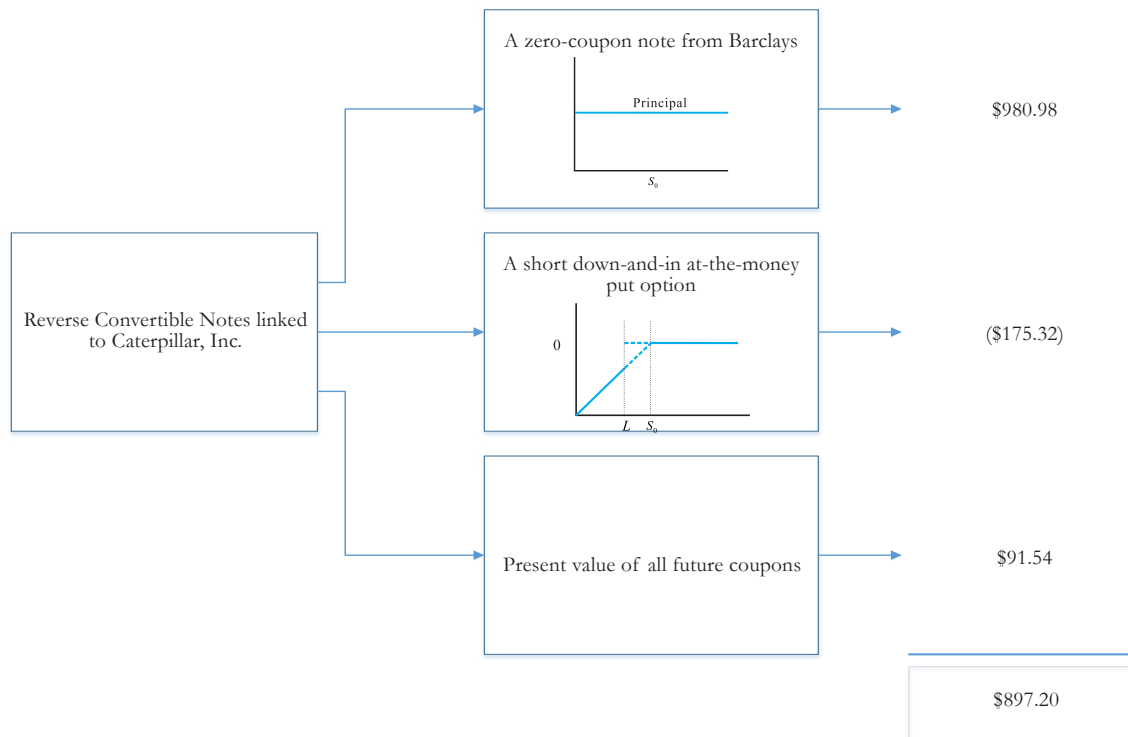 A zero-coupon note from Barclays
Principal
$980.98
S₀
A short down-and-in at-the-money
put option
Reverse Convertible Notes linked
to Caterpillar, Inc.
0
($175.32)
L S₀
Present value of all future coupons
$91.54
$897.20